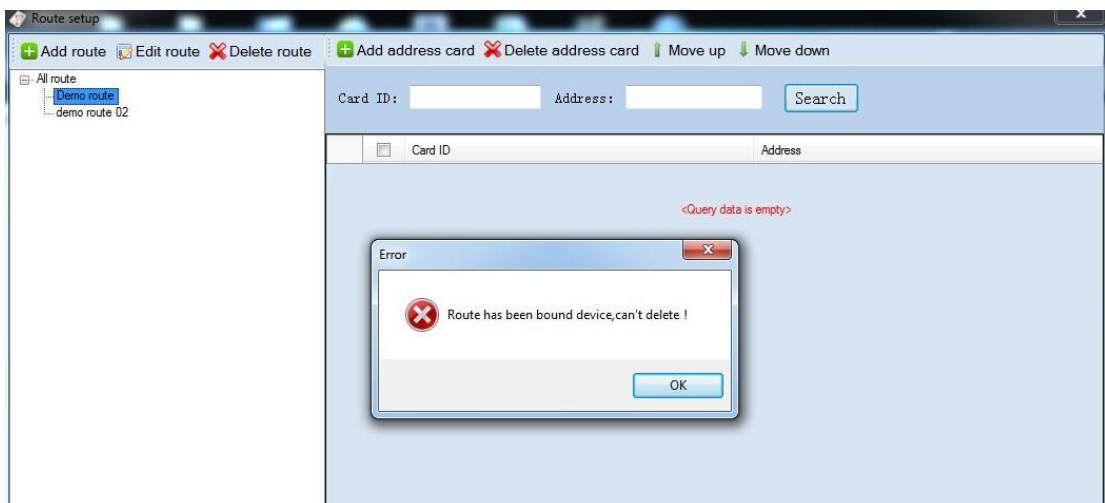 Route setup
Add route Edit route Delete route Add address card Delete address card Move up Move down
All route
Demo route
demo route 02
Card ID: Address: Search
Card ID Address
<Query data is empty>
Error
Route has been bound device,can't delete !
OK